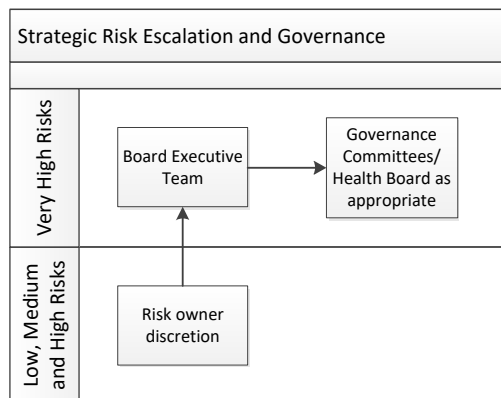 Strategic Risk Escalation and Governance
Very High Risks
Board Executive
Team
Governance
Committees/
Health Board as
appropriate
Low, Medium
and High Risks
Risk owner
discretion